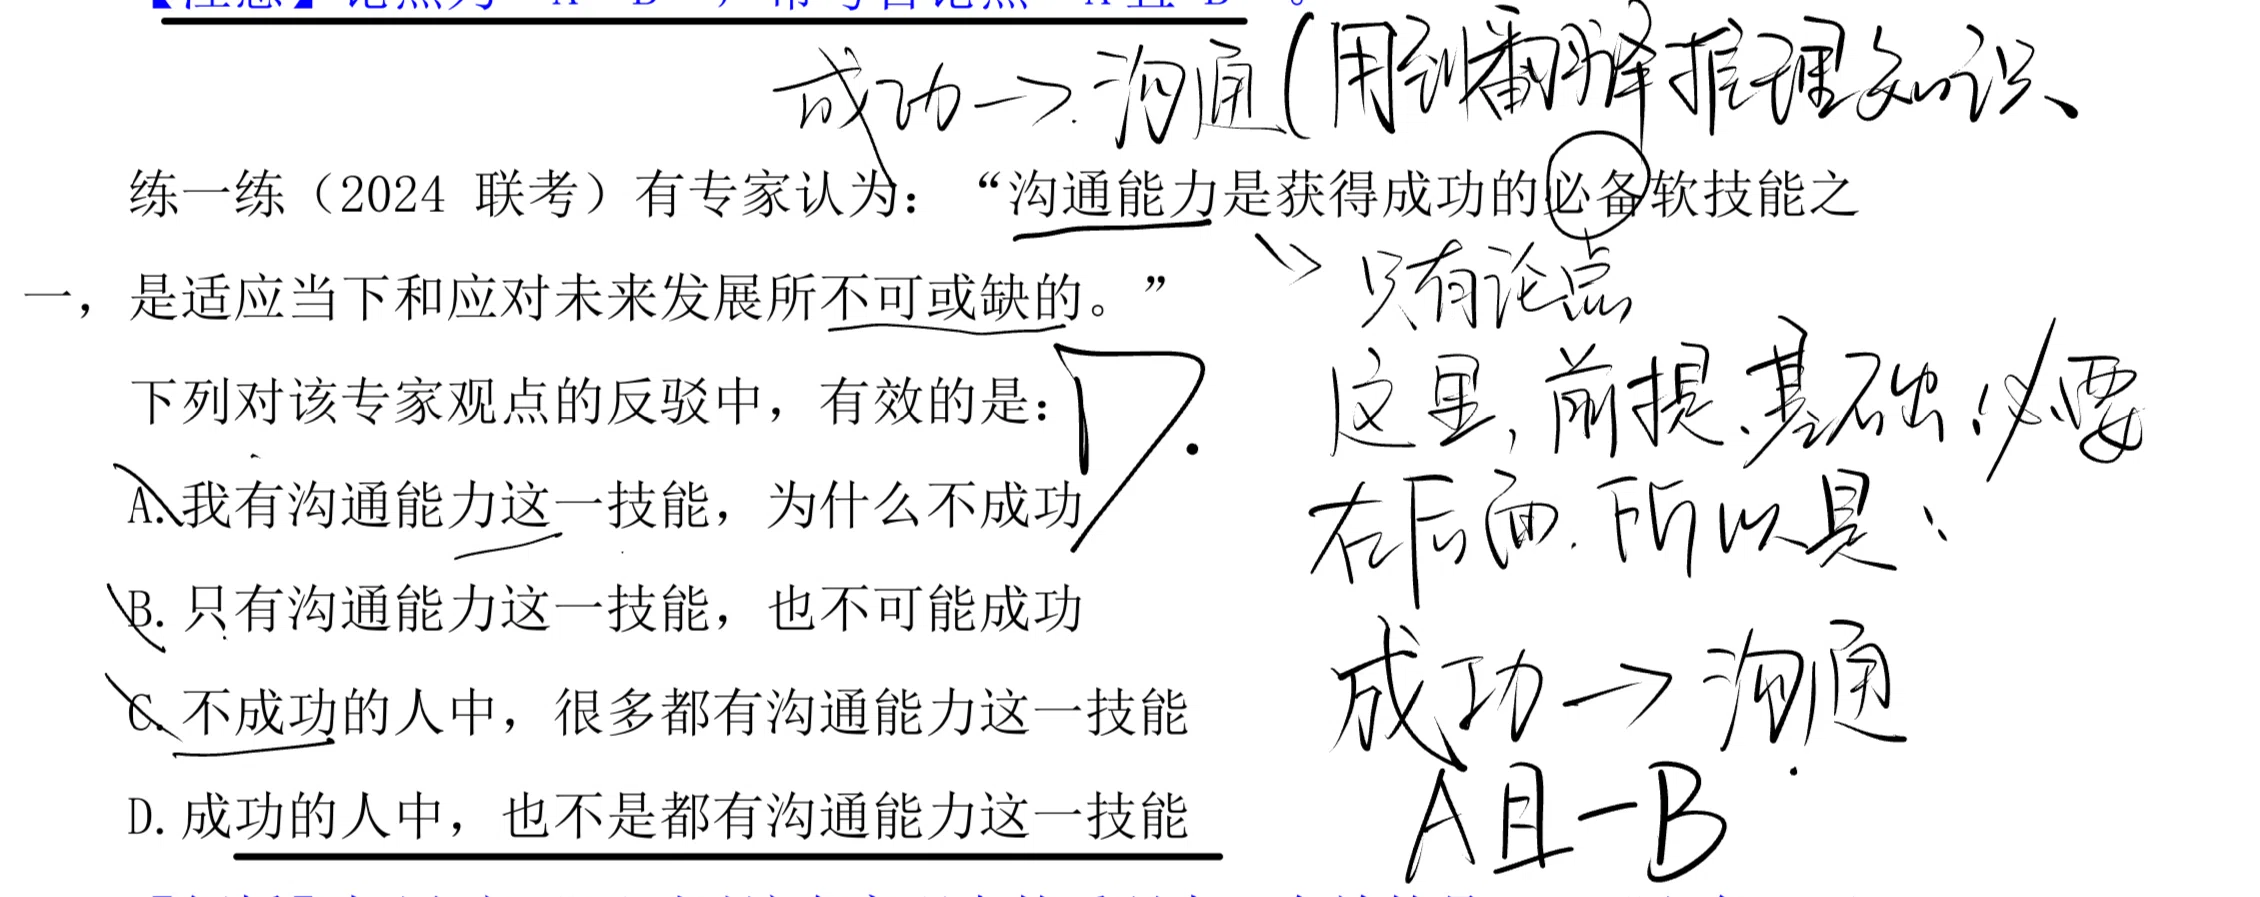 成功→沟通(用到翻译推理知识、
练一练（2024 联考）有专家认为：“沟通能力是获得成功的必备软技能之
一，是适应当下和应对未来发展所不可或缺的。”
只有论点
下列对该专家观点的反驳中，有效的是：
D.
这里,前提、基础、必要
A.我有沟通能力这一技能，为什么不成功
在后面.所以是：
B.只有沟通能力这一技能，也不可能成功
C.不成功的人中，很多都有沟通能力这一技能
成功→沟通
D.成功的人中，也不是都有沟通能力这一技能
A且-B